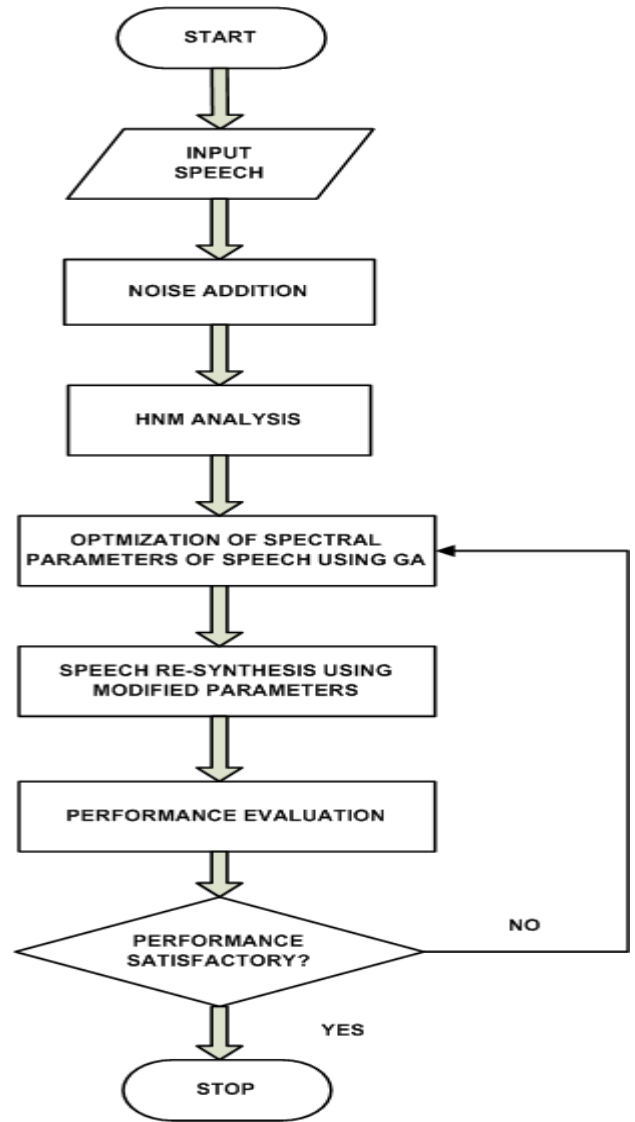 START
INPUT
SPEECH
NOISE ADDITION
HNM ANALYSIS
OPTMIZATION OF SPECTRAL
PARAMETERS OF SPEECH USING GA
SPEECH RE-SYNTHESIS USING
MODIFIED PARAMETERS
PERFORMANCE EVALUATION
PERFORMANCE
SATISFACTORY?
NO
YES
STOP